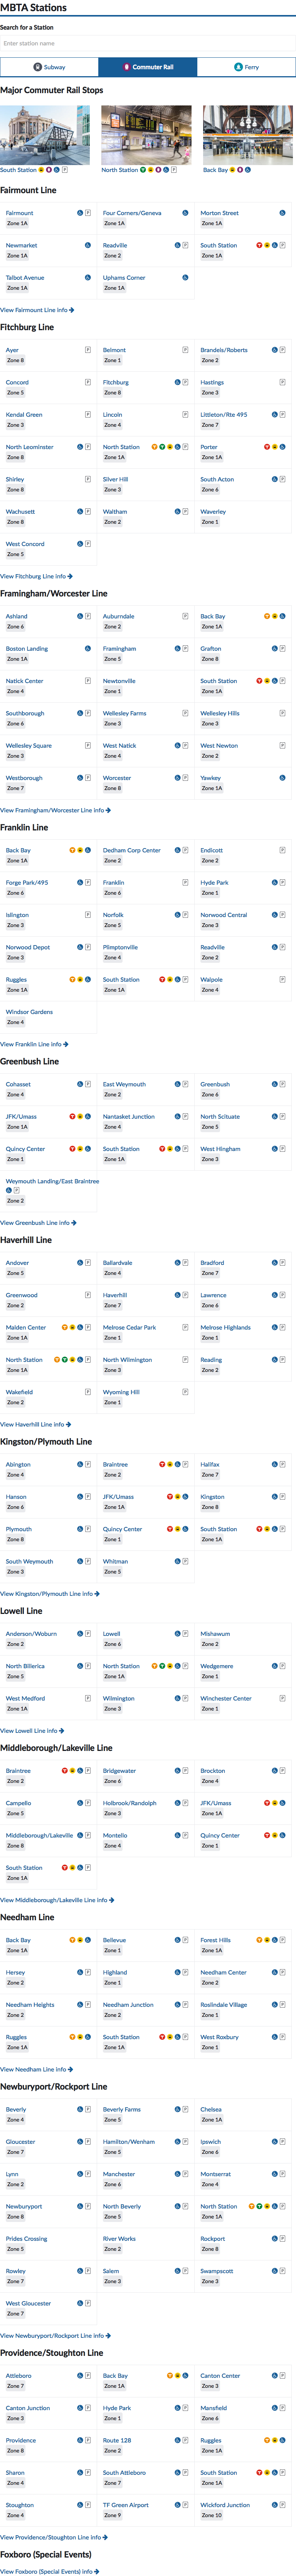 MBTA Stations
Search for a Station
Enter station name
Subway
Commuter Rail
Ferry
Major Commuter Rail Stops
South Station
North Station
Back Bay
Fairmount Line
Fairmount
Zone 1A
Four Corners/Geneva
Zone 1A
Morton Street
Zone 1A
Newmarket
Zone 1A
Readville
Zone 2
South Station
Zone 1A
Talbot Avenue
Zone 1A
Uphams Corner
Zone 1A
View Fairmount Line info
Fitchburg Line
Ayer
Zone 8
Belmont
Zone 1
Brandeis/Roberts
Zone 2
Concord
Zone 5
Fitchburg
Zone 8
Hastings
Zone 3
Kendal Green
Zone 3
Lincoln
Zone 4
Littleton/Rte 495
Zone 7
North Leominster
Zone 8
North Station
Zone 1A
Porter
Zone 1A
Shirley
Zone 8
Silver Hill
Zone 3
South Acton
Zone 6
Wachusett
Zone 8
Waltham
Zone 2
Waverley
Zone 1
West Concord
Zone 5
View Fitchburg Line info
Framingham/Worcester Line
Ashland
Zone 6
Auburndale
Zone 2
Back Bay
Zone 1A
Boston Landing
Zone 1A
Framingham
Zone 5
Grafton
Zone 8
Natick Center
Zone 4
Newtonville
Zone 1
South Station
Zone 1A
Southborough
Zone 6
Wellesley Farms
Zone 3
Wellesley Hills
Zone 3
Wellesley Square
Zone 3
West Natick
Zone 4
West Newton
Zone 2
Westborough
Zone 7
Worcester
Zone 8
Yawkey
Zone 1A
View Framingham/Worcester Line info
Franklin Line
Back Bay
Zone 1A
Dedham Corp Center
Zone 2
Endicott
Zone 2
Forge Park/495
Zone 6
Franklin
Zone 6
Hyde Park
Zone 1
Islington
Zone 3
Norfolk
Zone 5
Norwood Central
Zone 3
Norwood Depot
Zone 3
Plimptonville
Zone 4
Readville
Zone 2
Ruggles
Zone 1A
South Station
Zone 1A
Walpole
Zone 4
Windsor Gardens
Zone 4
View Franklin Line info
Greenbush Line
Cohasset
Zone 4
East Weymouth
Zone 2
Greenbush
Zone 6
JFK/Umass
Zone 1A
Nantasket Junction
Zone 4
North Scituate
Zone 5
Quincy Center
Zone 1
South Station
Zone 1A
West Hingham
Zone 3
Weymouth Landing/East Braintree
Zone 2
View Greenbush Line info
Haverhill Line
Andover
Zone 5
Ballardvale
Zone 4
Bradford
Zone 7
Greenwood
Zone 2
Haverhill
Zone 7
Lawrence
Zone 6
Malden Center
Zone 1A
Melrose Cedar Park
Zone 1
Melrose Highlands
Zone 1
North Station
Zone 1A
North Wilmington
Zone 3
Reading
Zone 2
Wakefield
Zone 2
Wyoming Hill
Zone 1
View Haverhill Line info
Kingston/Plymouth Line
Abington
Zone 4
Braintree
Zone 2
Halifax
Zone 7
Hanson
Zone 6
JFK/Umass
Zone 1A
Kingston
Zone 8
Plymouth
Zone 8
Quincy Center
Zone 1
South Station
Zone 1A
South Weymouth
Zone 3
Whitman
Zone 5
View Kingston/Plymouth Line info
Lowell Line
Anderson/Woburn
Zone 2
Lowell
Zone 6
Mishawum
Zone 2
North Billerica
Zone 5
North Station
Zone 1A
Wedgemere
Zone 1
West Medford
Zone 1A
Wilmington
Zone 3
Winchester Center
Zone 1
View Lowell Line info
Middleborough/Lakeville Line
Braintree
Zone 2
Bridgewater
Zone 6
Brockton
Zone 4
Campello
Zone 5
Holbrook/Randolph
Zone 3
JFK/Umass
Zone 1A
Middleborough/Lakeville
Zone 8
Montello
Zone 4
Quincy Center
Zone 1
South Station
Zone 1A
View Middleborough/Lakeville Line info
Needham Line
Back Bay
Zone 1A
Bellevue
Zone 1
Forest Hills
Zone 1A
Hersey
Zone 2
Highland
Zone 1
Needham Center
Zone 2
Needham Heights
Zone 2
Needham Junction
Zone 2
Roslindale Village
Zone 1
Ruggles
Zone 1A
South Station
Zone 1A
West Roxbury
Zone 1
View Needham Line info
Newburyport/Rockport Line
Beverly
Zone 4
Beverly Farms
Zone 5
Chelsea
Zone 1A
Gloucester
Zone 7
Hamilton/Wenham
Zone 5
Ipswich
Zone 6
Lynn
Zone 2
Manchester
Zone 6
Montserrat
Zone 4
Newburyport
Zone 8
North Beverly
Zone 5
North Station
Zone 1A
Prides Crossing
Zone 5
River Works
Zone 2
Rockport
Zone 8
Rowley
Zone 7
Salem
Zone 3
Swampscott
Zone 3
West Gloucester
Zone 7
View Newburyport/Rockport Line info
Providence/Stoughton Line
Attleboro
Zone 7
Back Bay
Zone 1A
Canton Center
Zone 3
Canton Junction
Zone 3
Hyde Park
Zone 1
Mansfield
Zone 6
Providence
Zone 8
Route 128
Zone 2
Ruggles
Zone 1A
Sharon
Zone 4
South Attleboro
Zone 7
South Station
Zone 1A
Stoughton
Zone 4
TF Green Airport
Zone 9
Wickford Junction
Zone 10
View Providence/Stoughton Line info
Foxboro (Special Events)
View Foxboro (Special Events) info